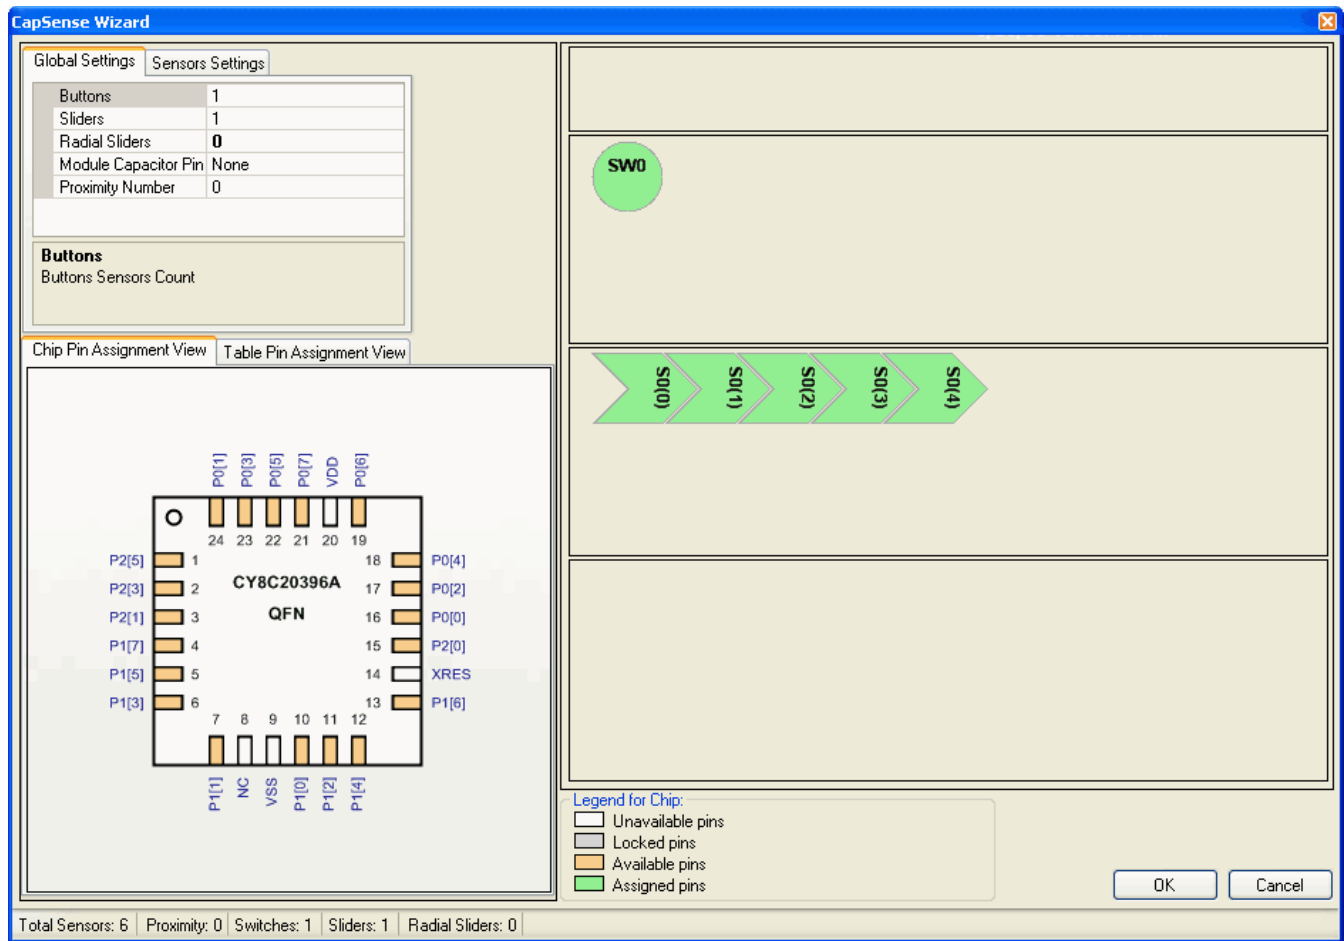 CapSense Wizard
Global Settings Sensors Settings
Buttons 1
Sliders 1
Radial Sliders 0
Module Capacitor Pin None
Proximity Number 0
Buttons
Buttons Sensors Count
Chip Pin Assignment View Table Pin Assignment View
P0[1] P0[3] P0[5] P0[7] VDD P0[6]
24 23 22 21 20 19
P2[5] 1 18 P0[4]
CY8C20396A
P2[3] 2 17 P0[2]
QFN
P2[1] 3 16 P0[0]
P1[7] 4 15 P2[0]
P1[5] 5 14 XRES
P1[3] 6 13 P1[6]
7 8 9 10 11 12
P1[1] NC VSS P1[0] P1[2] P1[4]
SW0
S0(0) S0(1) S0(2) S0(3) S0(4)
Legend for Chip:
Unavailable pins
Locked pins
Available pins
Assigned pins
OK Cancel
Total Sensors: 6 Proximity: 0 Switches: 1 Sliders: 1 Radial Sliders: 0